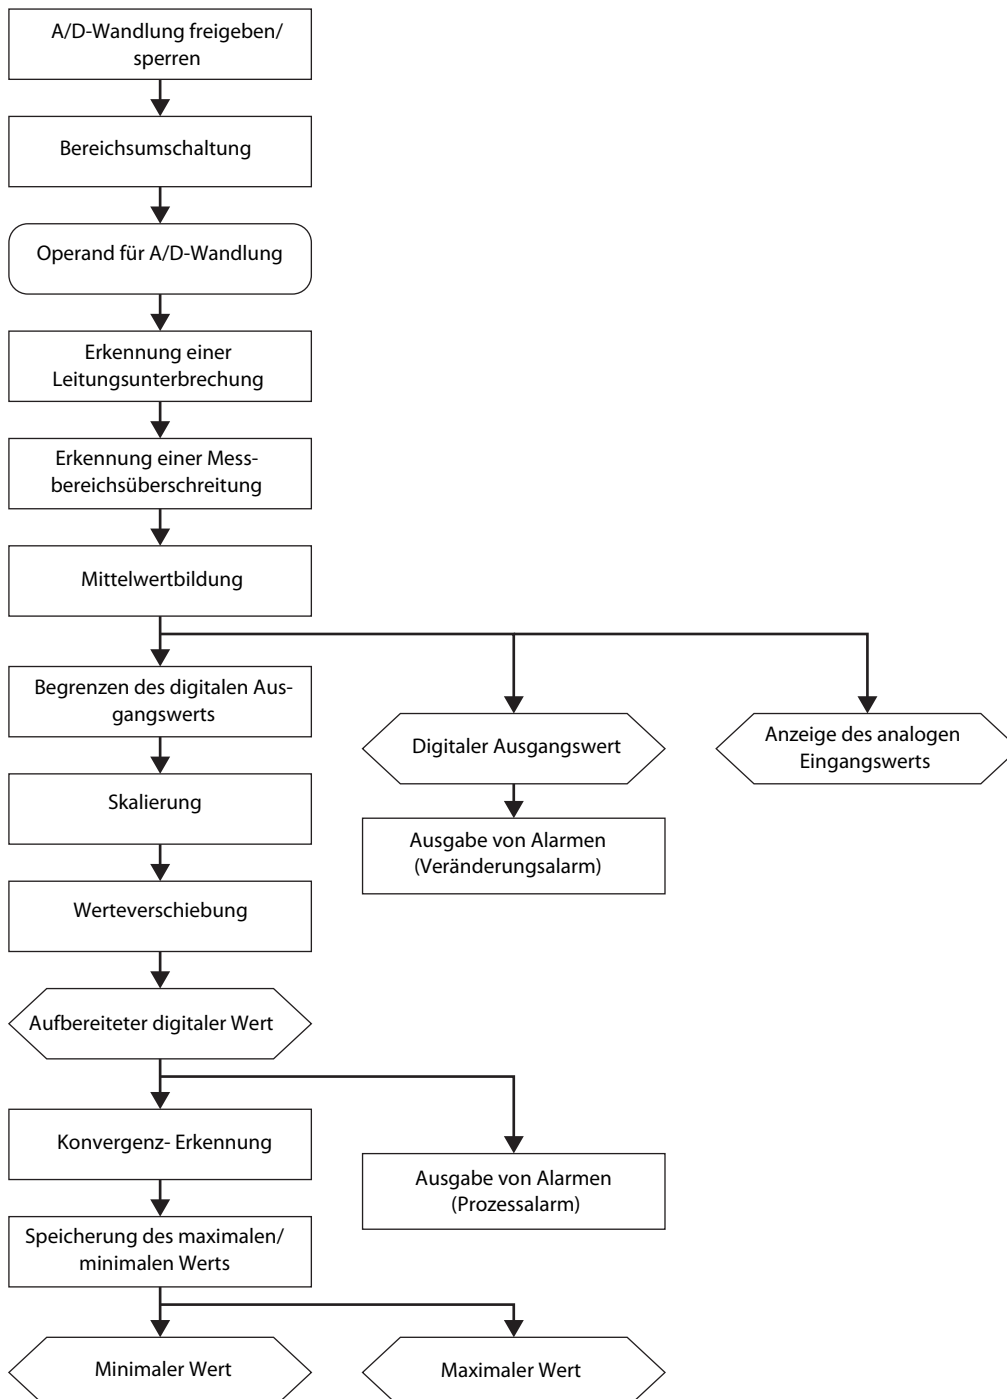 A/D-Wandlung freigeben/
sperren
Bereichsumschaltung
Operand für A/D-Wandlung
Erkennung einer
Leitungsunterbrechung
Erkennung einer Mess-
bereichsüberschreitung
Mittelwertbildung
Begrenzen des digitalen Aus-
gangswerts
Digitaler Ausgangswert
Anzeige des analogen
Eingangswerts
Skalierung
Ausgabe von Alarmen
(Veränderungsalarm)
Werteverschiebung
Aufbereiteter digitaler Wert
Konvergenz- Erkennung
Ausgabe von Alarmen
(Prozessalarm)
Speicherung des maximalen/
minimalen Werts
Minimaler Wert
Maximaler Wert